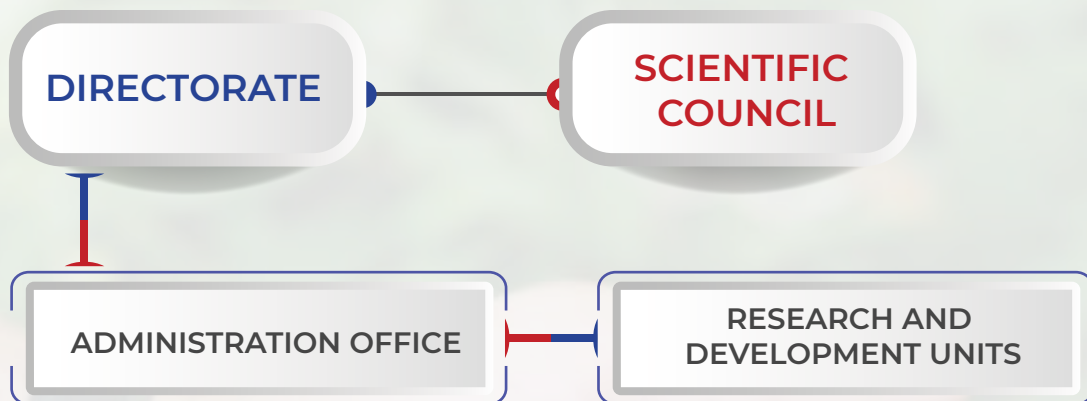 DIRECTORATE
SCIENTIFIC
COUNCIL
ADMINISTRATION OFFICE
RESEARCH AND
DEVELOPMENT UNITS